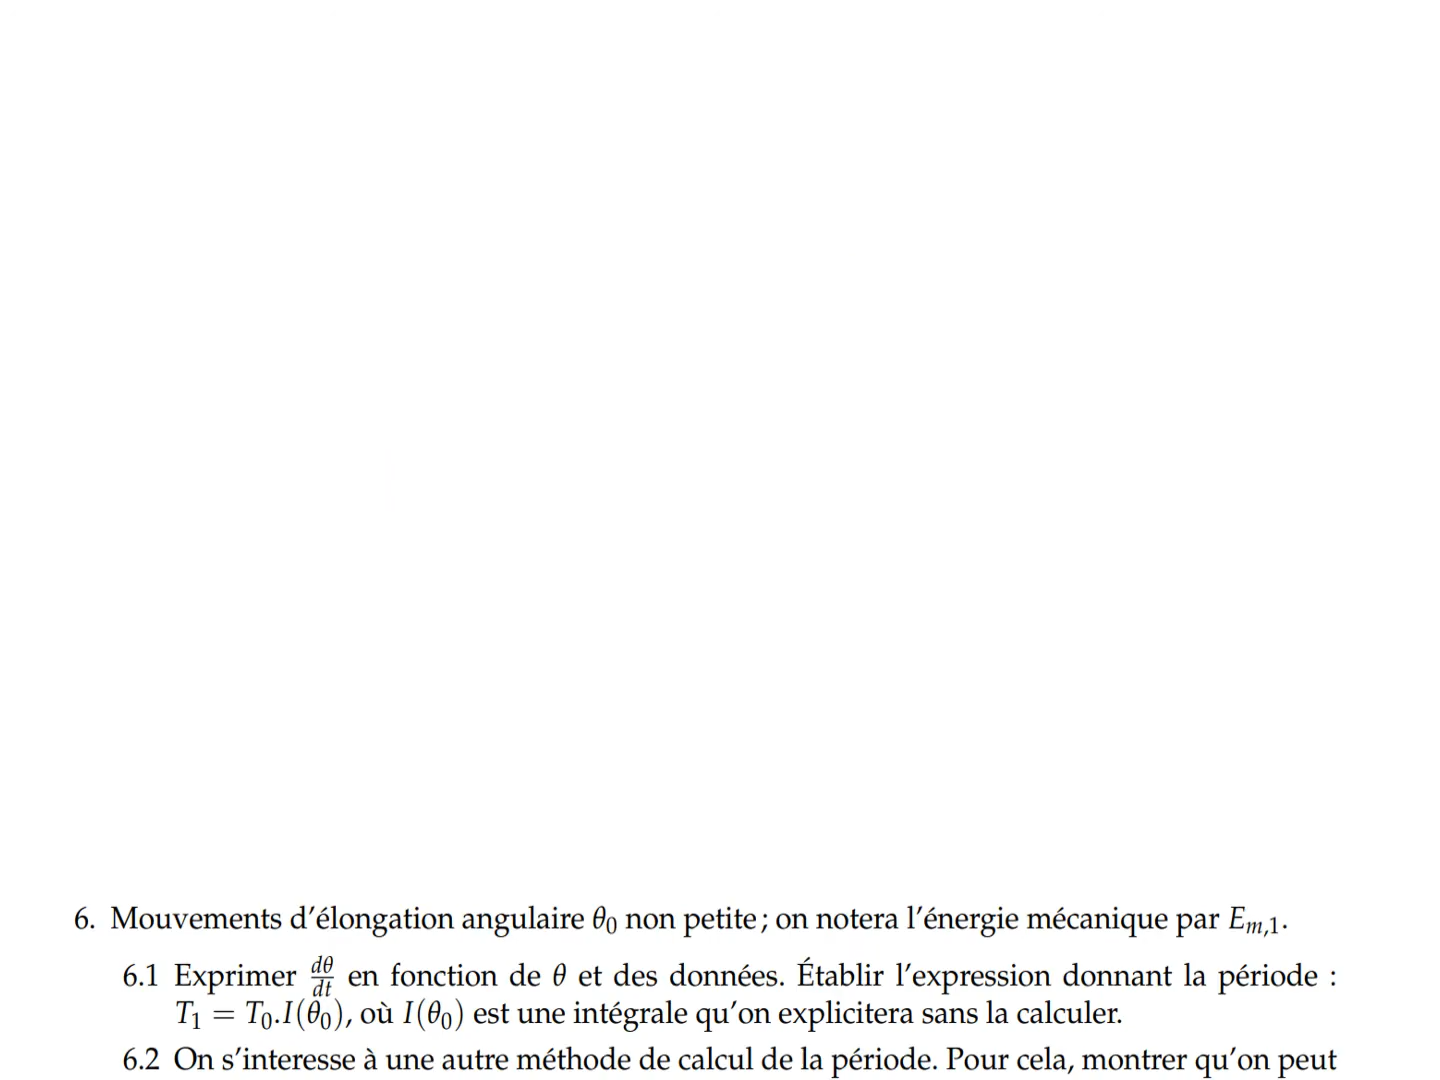 6. Mouvements d'élongation angulaire θ₀ non petite ; on notera l'énergie mécanique par Eₘ,₁.
6.1 Exprimer dθ/dt en fonction de θ et des données. Établir l'expression donnant la période :
T₁ = T₀.I(θ₀), où I(θ₀) est une intégrale qu'on explicitera sans la calculer.
6.2 On s'interesse à une autre méthode de calcul de la période. Pour cela, montrer qu'on peut